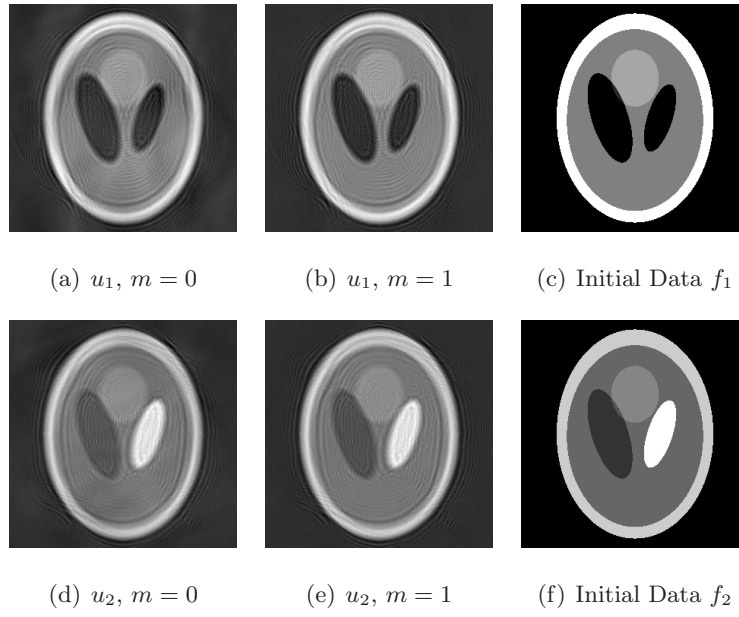 (a) u₁, m = 0
(b) u₁, m = 1
(c) Initial Data f₁
(d) u₂, m = 0
(e) u₂, m = 1
(f) Initial Data f₂